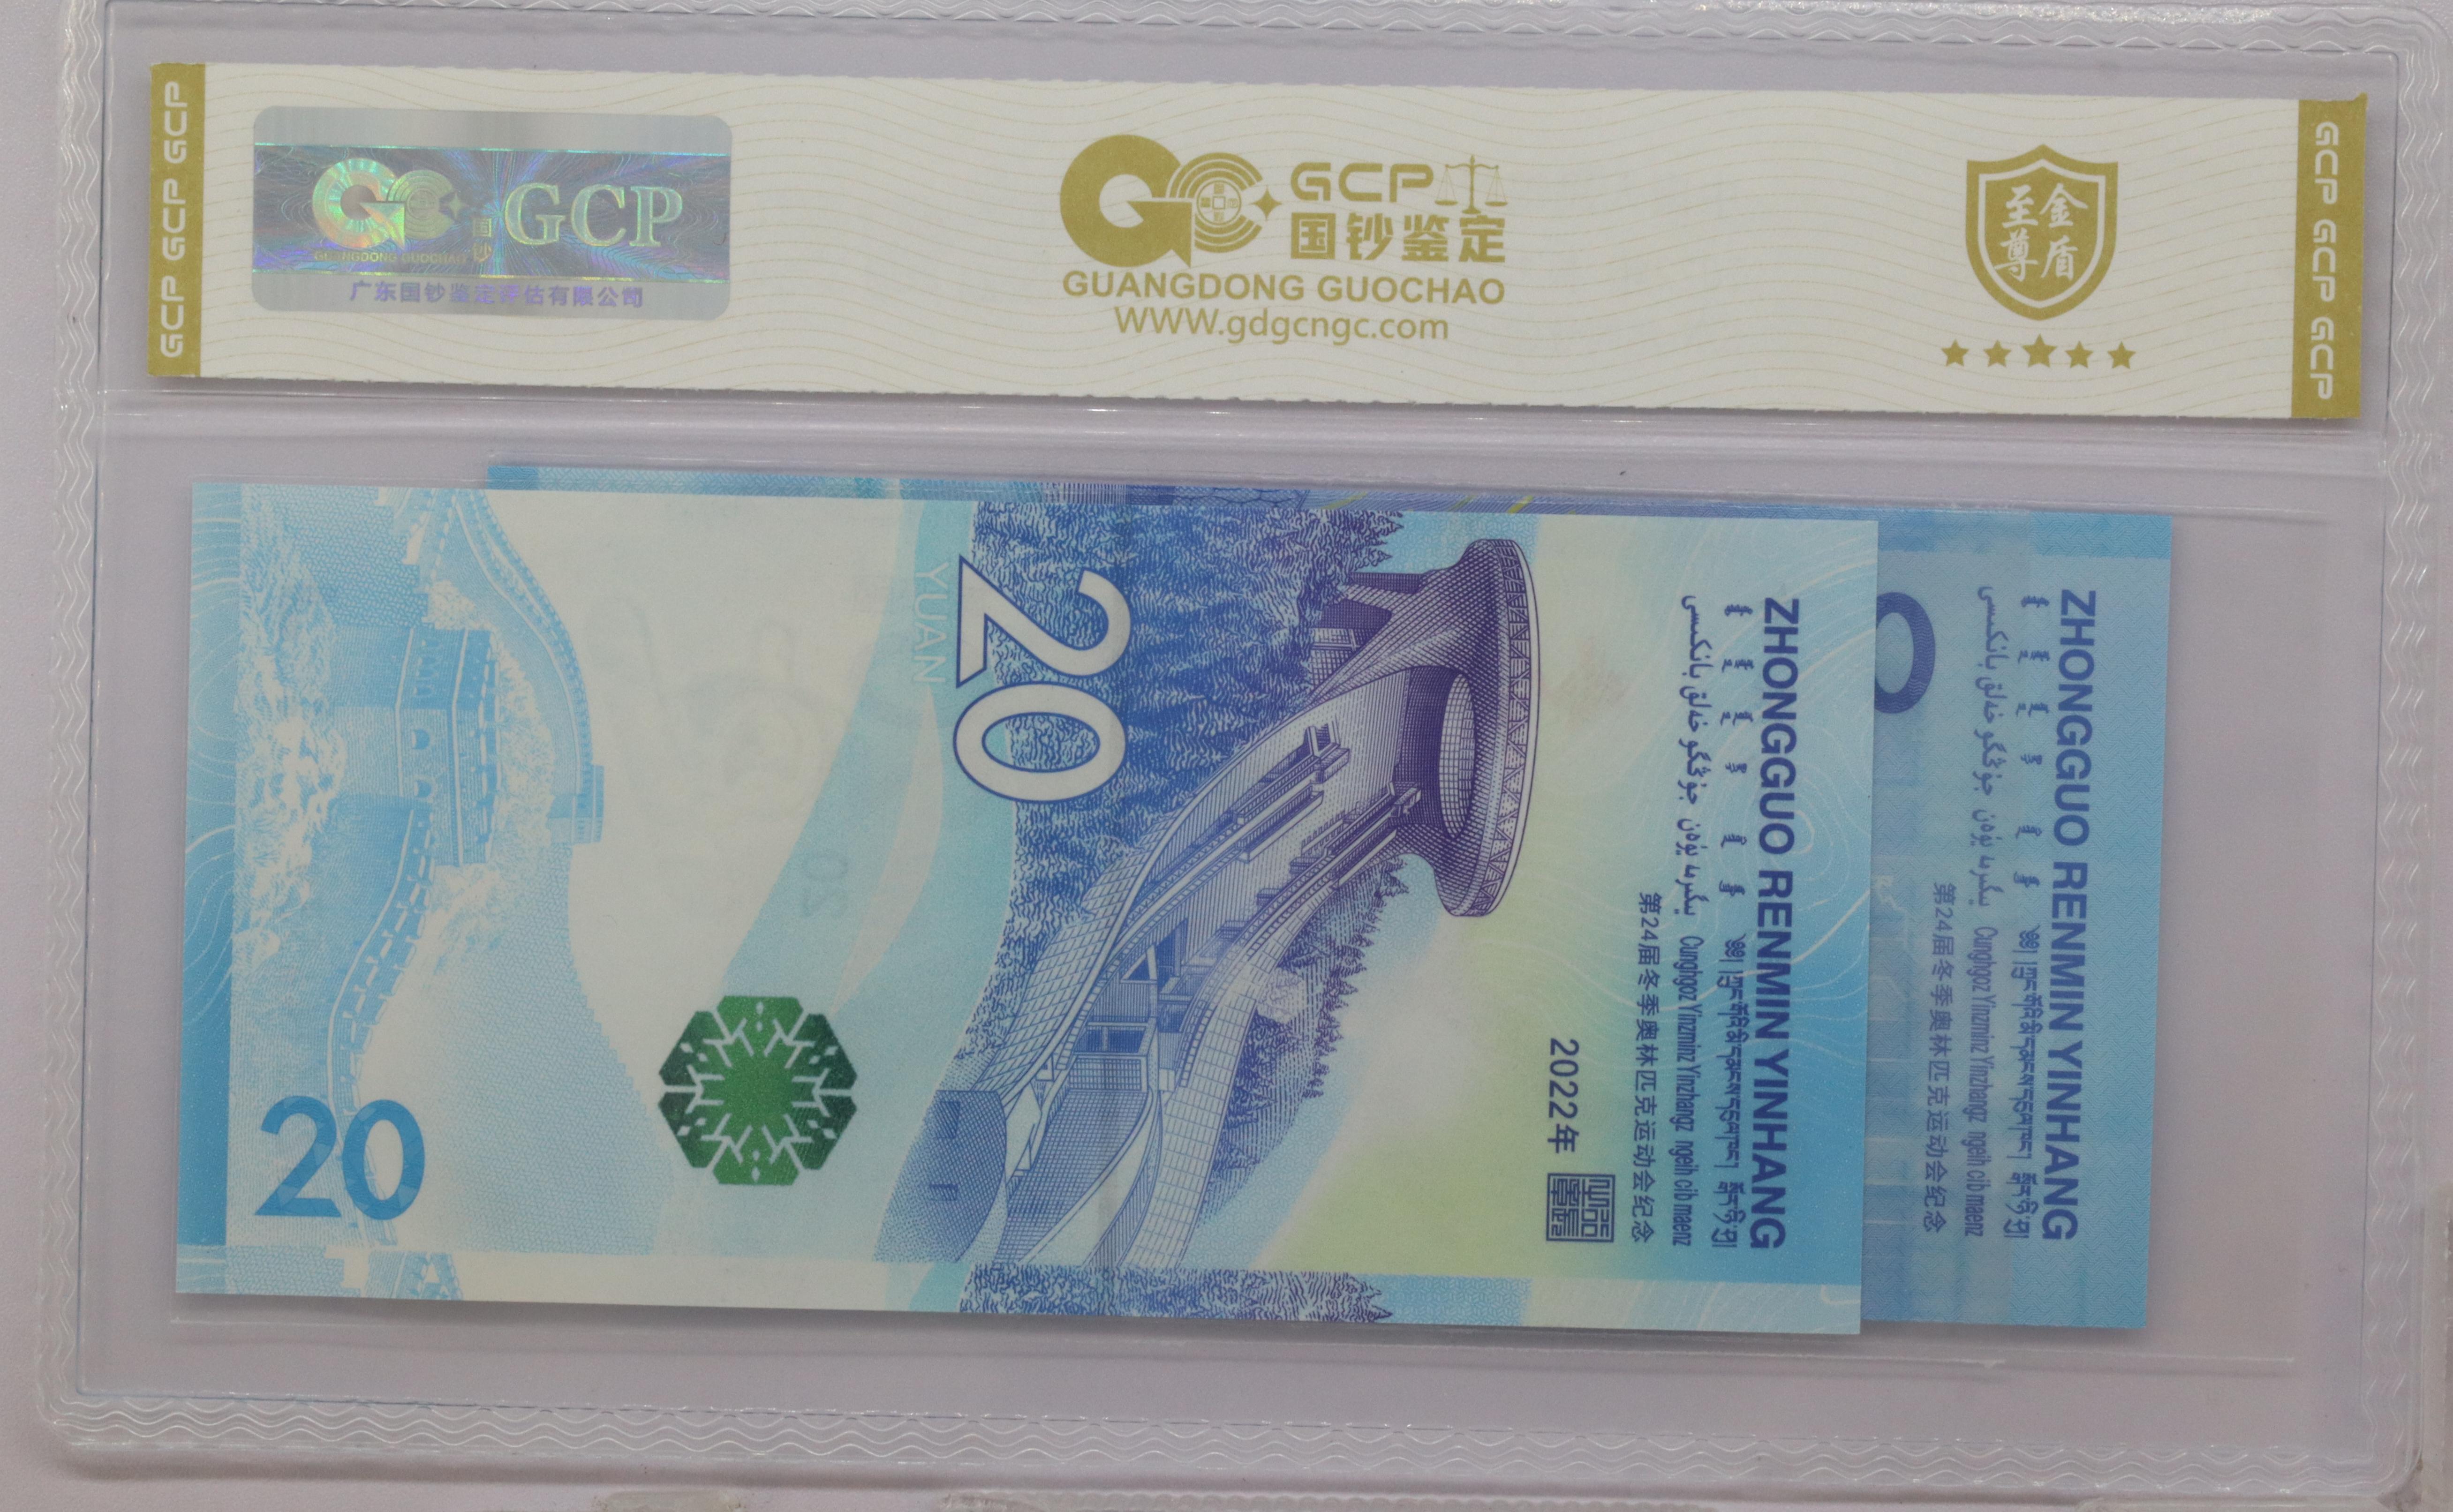 GCP GCP GCP
GCP
国钞
GUANGDONG GUOCHAO
广东国钞鉴定评估有限公司
GCP
国钞鉴定
GUANGDONG GUOCHAO
WWW.gdgcngc.com
至尊
金盾
GCP GCP GCP
ZHONGGUO RENMIN YINHANG
Cunghgoz Yinzminz Yinzhangz ngeih cib maenz
第24届冬季奥林匹克运动会纪念
2022年
20
YUAN
20
20
ZHONGGUO RENMIN YINHANG
Cunghgoz Yinzminz Yinzhangz ngeih cib maenz
第24届冬季奥林匹克运动会纪念
0